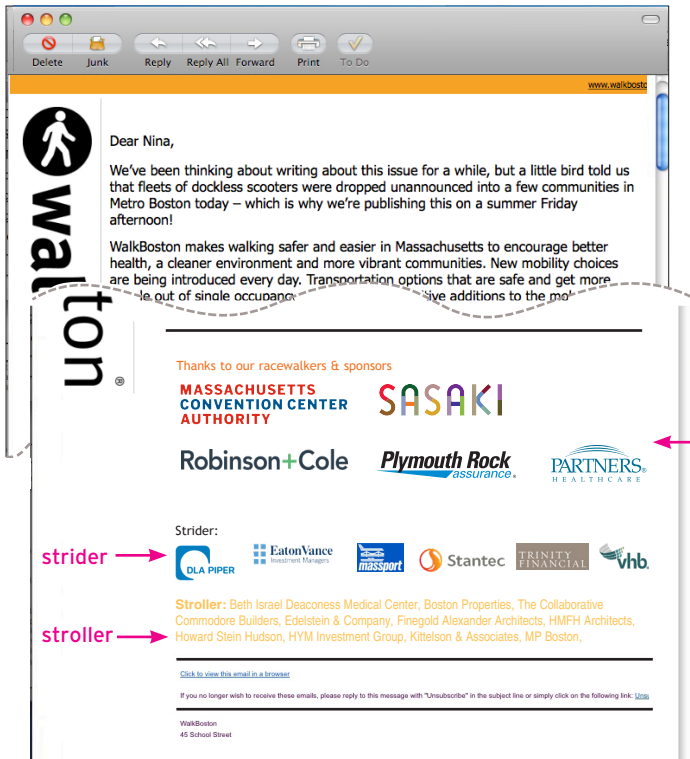 Delete Junk Reply Reply All Forward Print To Do
www.walkbosto
walk
Dear Nina,
We've been thinking about writing about this issue for a while, but a little bird told us
that fleets of dockless scooters were dropped unannounced into a few communities in
Metro Boston today – which is why we're publishing this on a summer Friday
afternoon!
WalkBoston makes walking safer and easier in Massachusetts to encourage better
health, a cleaner environment and more vibrant communities. New mobility choices
are being introduced every day. Transportation options that are safe and get more
out of single additions to the
ton®
Thanks to our racewalkers & sponsors
MASSACHUSETTS
CONVENTION CENTER
AUTHORITY
SASAKI
Robinson+Cole
Plymouth Rock
assurance®
PARTNERS®
HEALTHCARE
Strider:
strider
DLA PIPER
EatonVance
Investment Managers
massport
Stantec
TRINITY
FINANCIAL
vhb.
Stroller: Beth Israel Deaconess Medical Center, Boston Properties, The Collaborative
Commodore Builders, Edelstein & Company, Finegold Alexander Architects, HMFH Architects,
stroller
Howard Stein Hudson, HYM Investment Group, Kittelson & Associates, MP Boston,
Click to view this email in a browser
If you no longer wish to receive these emails, please reply to this message with "Unsubscribe" in the subject line or simply click on the following link: Unsu
WalkBoston
45 School Street